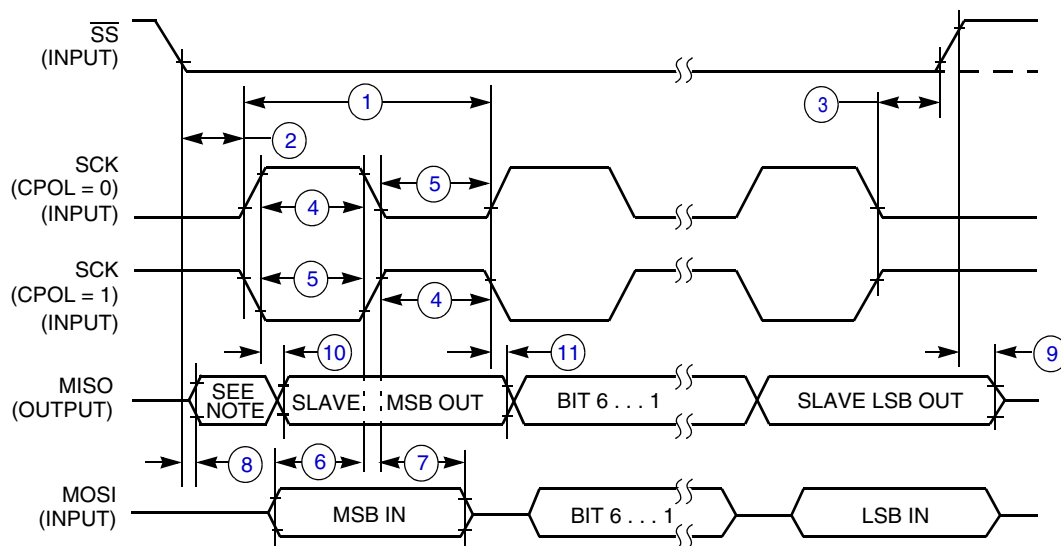 SS
(INPUT)
1
3
2
SCK
(CPOL = 0)
(INPUT)
5
4
SCK
(CPOL = 1)
(INPUT)
5
4
10
11
9
MISO
(OUTPUT)
SEE
NOTE
SLAVE
MSB OUT
BIT 6 . . . 1
SLAVE LSB OUT
8
6
7
MOSI
(INPUT)
MSB IN
BIT 6 . . . 1
LSB IN